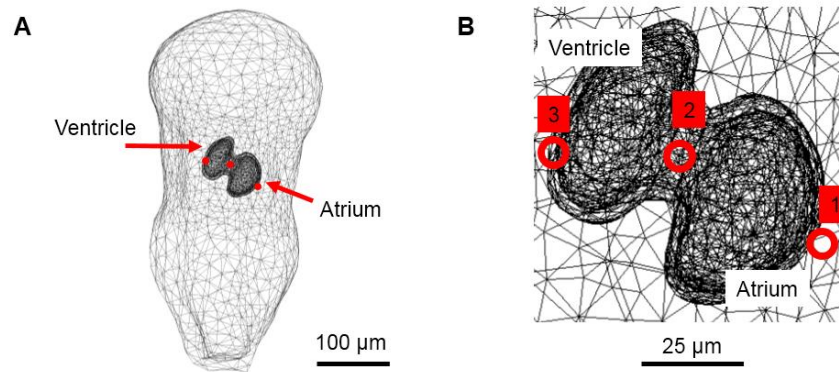 A
Ventricle
Atrium
100 µm
B
Ventricle
3
2
1
Atrium
25 µm